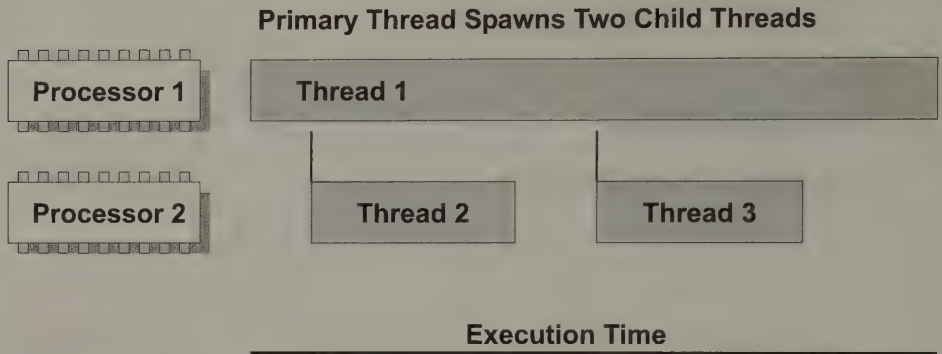 Primary Thread Spawns Two Child Threads
Processor 1
Thread 1
Processor 2
Thread 2
Thread 3
Execution Time